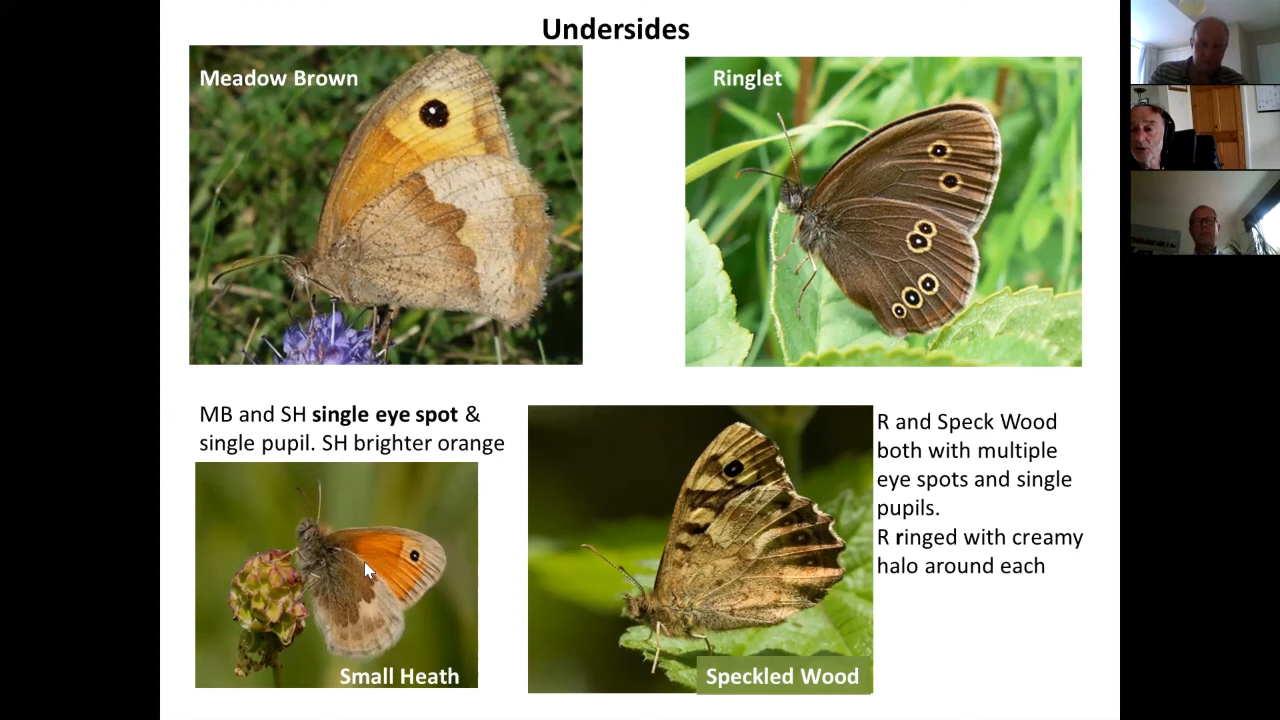 Undersides
Meadow Brown
Ringlet
MB and SH single eye spot &
single pupil. SH brighter orange
R and Speck Wood
both with multiple
eye spots and single
pupils.
R ringed with creamy
halo around each
Small Heath
Speckled Wood